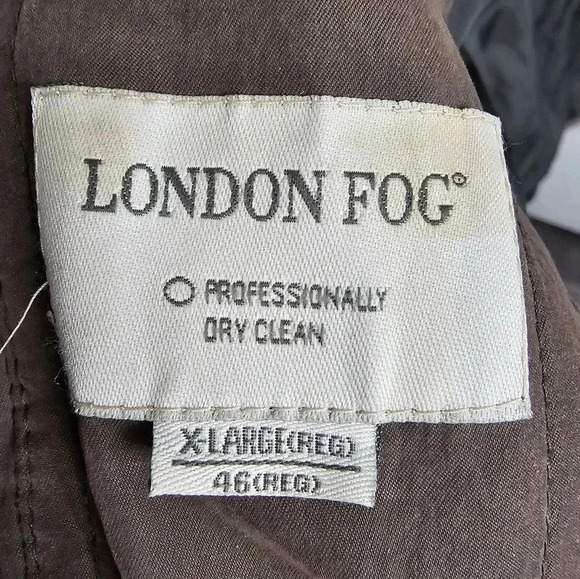 LONDON FOG®
PROFESSIONALLY
DRY CLEAN
X-LARGE(REG)
46(REG)